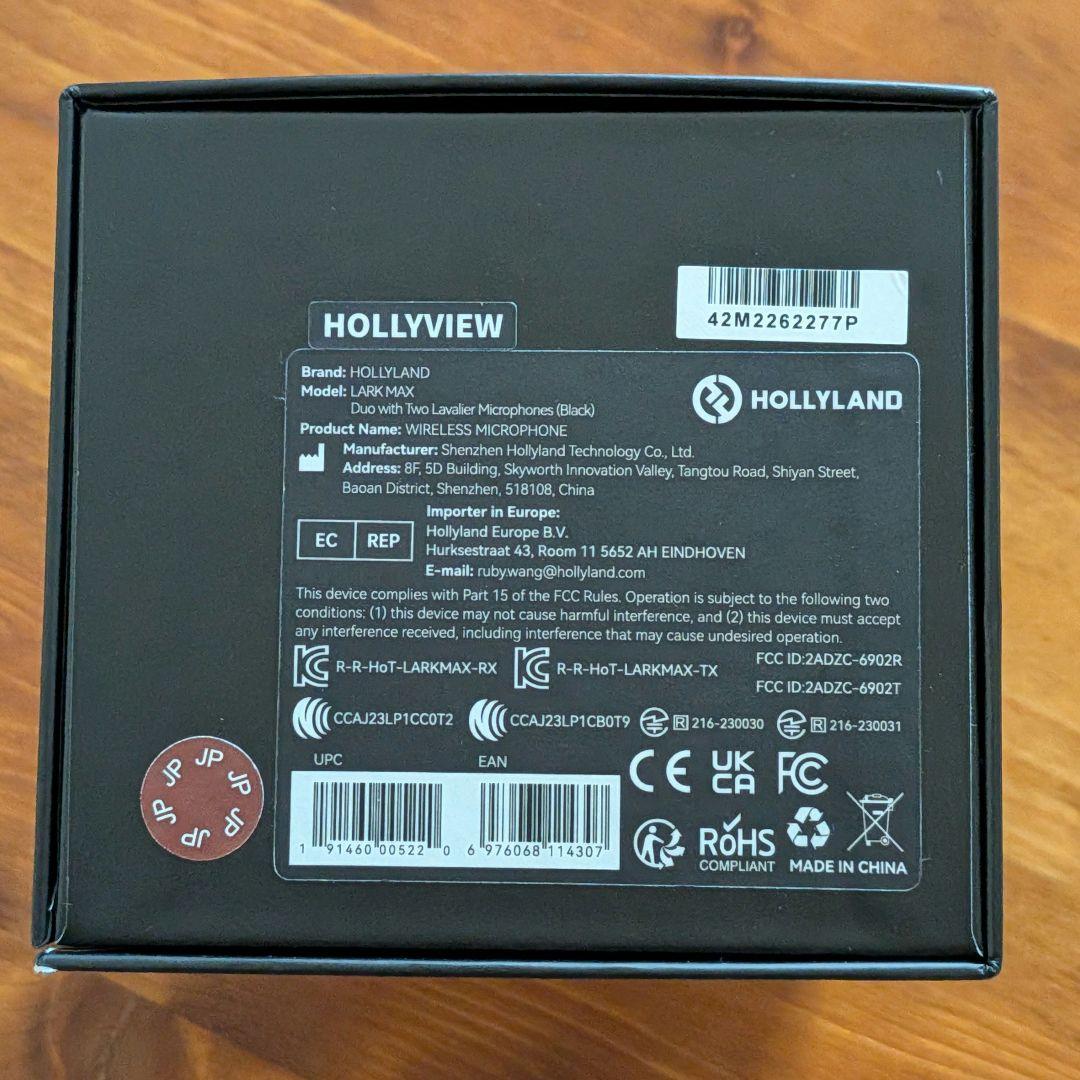 42M2262277P
HOLLYVIEW
Brand: HOLLYLAND
Model: LARK MAX
Duo with Two Lavalier Microphones (Black)
HOLLYLAND
Product Name: WIRELESS MICROPHONE
Manufacturer: Shenzhen Hollyland Technology Co., Ltd.
Address: 8F, 5D Building, Skyworth Innovation Valley, Tangtou Road, Shiyan Street,
Baoan District, Shenzhen, 518108, China
Importer in Europe:
EC REP
Hollyland Europe B.V.
Hurksestraat 43, Room 11 5652 AH EINDHOVEN
E-mail: ruby.wang@hollyland.com
This device complies with Part 15 of the FCC Rules. Operation is subject to the following two
conditions: (1) this device may not cause harmful interference, and (2) this device must accept
any interference received, including interference that may cause undesired operation.
R-R-HoT-LARKMAX-RX R-R-HoT-LARKMAX-TX
FCC ID:2ADZC-6902R
FCC ID:2ADZC-6902T
CCAJ23LP1CC0T2 CCAJ23LP1CB0T9 R 216-230030 R 216-230031
UPC EAN
CE UK CA FC
1 91460 00522 0 6 976068 114307
RoHS
COMPLIANT
MADE IN CHINA
JP JP JP JP JP JP